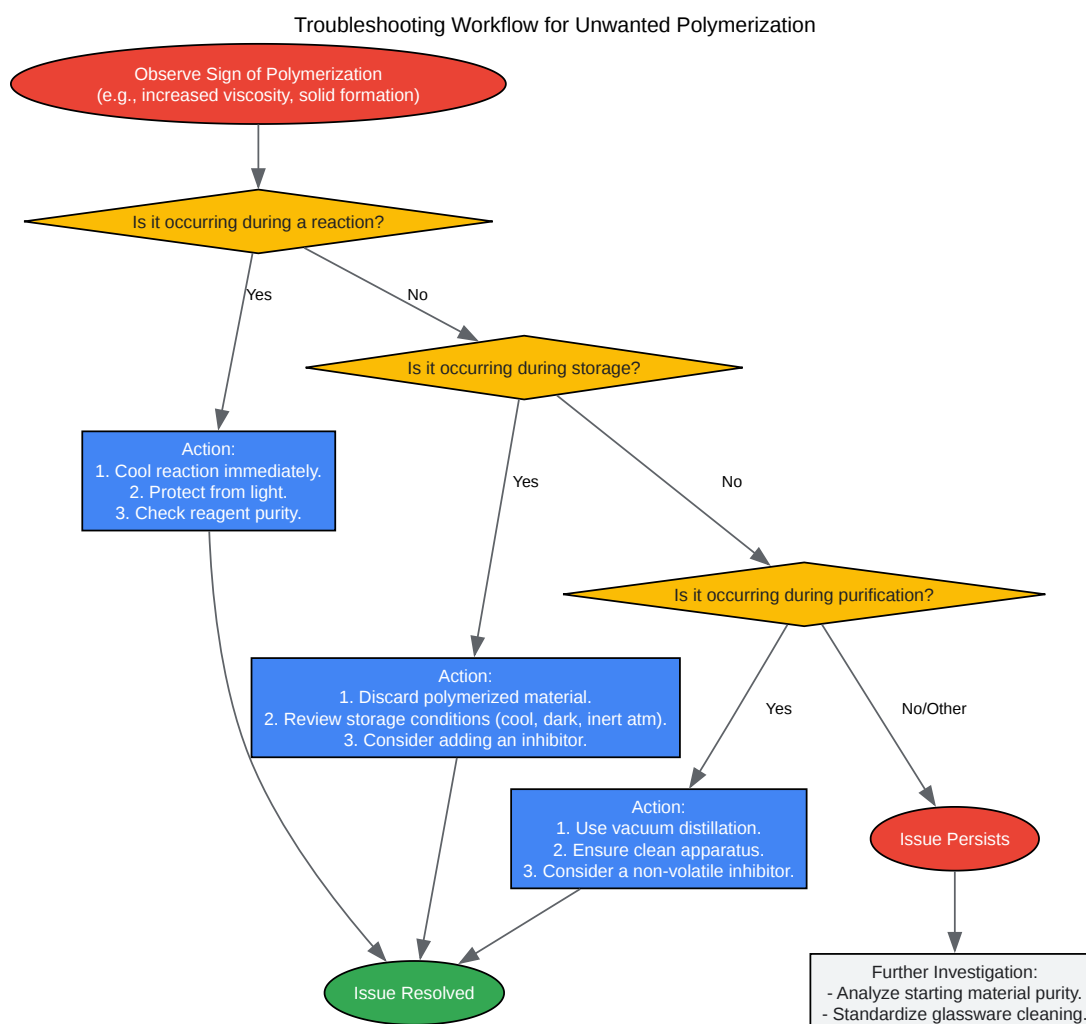 Troubleshooting Workflow for Unwanted Polymerization
Observe Sign of Polymerization
(e.g., increased viscosity, solid formation)
Is it occurring during a reaction?
Yes
No
Is it occurring during storage?
Action:
1. Cool reaction immediately.
2. Protect from light.
3. Check reagent purity.
Yes
No
Is it occurring during purification?
Action:
1. Discard polymerized material.
2. Review storage conditions (cool, dark, inert atm).
3. Consider adding an inhibitor.
Yes
No/Other
Action:
1. Use vacuum distillation.
2. Ensure clean apparatus.
3. Consider a non-volatile inhibitor.
Issue Persists
Issue Resolved
Further Investigation:
- Analyze starting material purity.
- Standardize glassware cleaning.